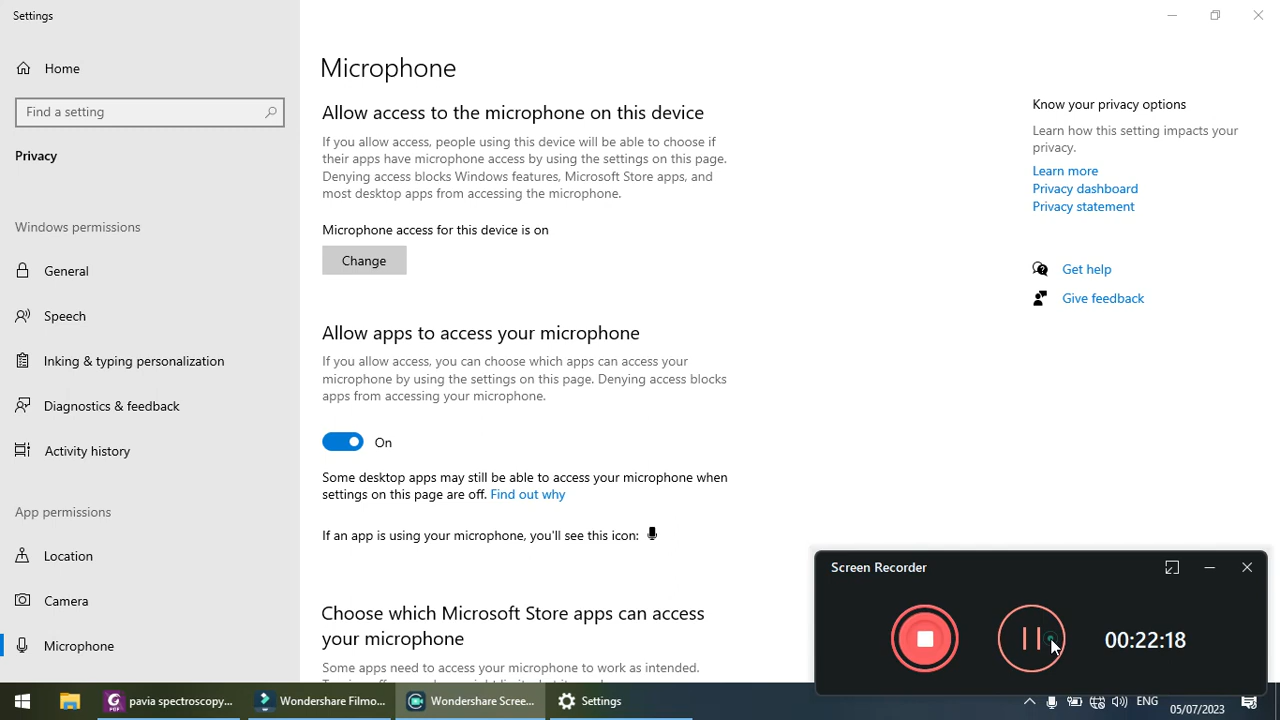 Settings
Home
Find a setting
Privacy
Windows permissions
General
Speech
Inking & typing personalization
Diagnostics & feedback
Activity history
App permissions
Location
Camera
Microphone
Microphone
Allow access to the microphone on this device
If you allow access, people using this device will be able to choose if
their apps have microphone access by using the settings on this page.
Denying access blocks Windows features, Microsoft Store apps, and
most desktop apps from accessing the microphone.
Microphone access for this device is on
Change
Allow apps to access your microphone
If you allow access, you can choose which apps can access your
microphone by using the settings on this page. Denying access blocks
apps from accessing your microphone.
On
Some desktop apps may still be able to access your microphone when
settings on this page are off. Find out why
If an app is using your microphone, you'll see this icon:
Choose which Microsoft Store apps can access
your microphone
Some apps need to access your microphone to work as intended.
Know your privacy options
Learn how this setting impacts your
privacy.
Learn more
Privacy dashboard
Privacy statement
Get help
Give feedback
Screen Recorder
00:22:18
pavia spectroscopy...
Wondershare Filmo...
Wondershare Scree...
Settings
ENG
05/07/2023